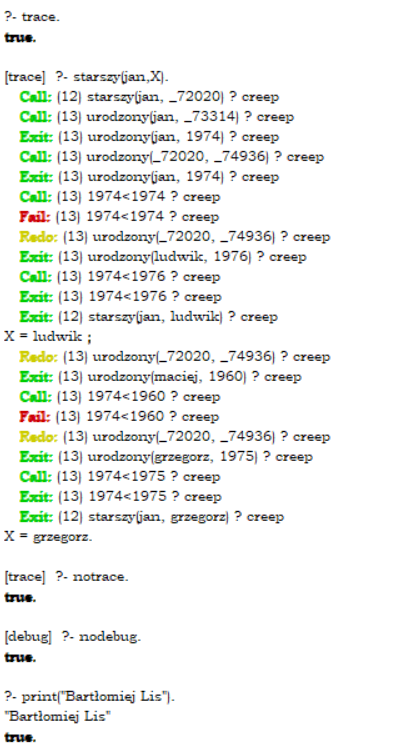 ?- trace.
true.
[trace]  ?- starszy(jan,X).
Call: (12) starszy(jan, _72020) ? creep
Call: (13) urodzony(jan, _73314) ? creep
Exit: (13) urodzony(jan, 1974) ? creep
Call: (13) urodzony(_72020, _74936) ? creep
Exit: (13) urodzony(jan, 1974) ? creep
Call: (13) 1974<1974 ? creep
Fail: (13) 1974<1974 ? creep
Redo: (13) urodzony(_72020, _74936) ? creep
Exit: (13) urodzony(ludwik, 1976) ? creep
Call: (13) 1974<1976 ? creep
Exit: (13) 1974<1976 ? creep
Exit: (12) starszy(jan, ludwik) ? creep
X = ludwik ;
Redo: (13) urodzony(_72020, _74936) ? creep
Exit: (13) urodzony(maciej, 1960) ? creep
Call: (13) 1974<1960 ? creep
Fail: (13) 1974<1960 ? creep
Redo: (13) urodzony(_72020, _74936) ? creep
Exit: (13) urodzony(grzegorz, 1975) ? creep
Call: (13) 1974<1975 ? creep
Exit: (13) 1974<1975 ? creep
Exit: (12) starszy(jan, grzegorz) ? creep
X = grzegorz.
[trace]  ?- notrace.
true.
[debug]  ?- nodebug.
true.
?- print("Bartłomiej Lis").
"Bartłomiej Lis"
true.